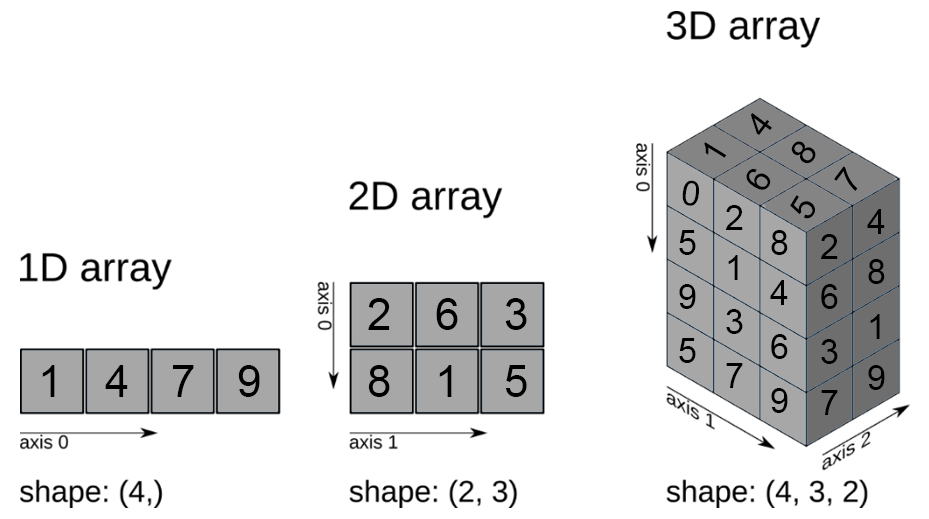 3D array
2D array
1D array
1 4 7 9
axis 0
shape: (4,)
axis 0
2 6 3
8 1 5
axis 1
shape: (2, 3)
axis 0
4
1 8
6 7
5
0 2 8
5 1 4
9 3 6
5 7 9
2 4
6 8
3 1
7 9
axis 1
axis 2
shape: (4, 3, 2)